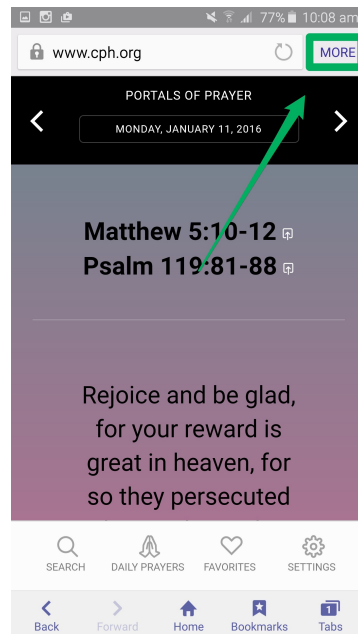 77% 10:08 am
www.cph.org MORE
PORTALS OF PRAYER
MONDAY, JANUARY 11, 2016
Matthew 5:10-12
Psalm 119:81-88
Rejoice and be glad,
for your reward is
great in heaven, for
so they persecuted
SEARCH DAILY PRAYERS FAVORITES SETTINGS
1
Back Forward Home Bookmarks Tabs